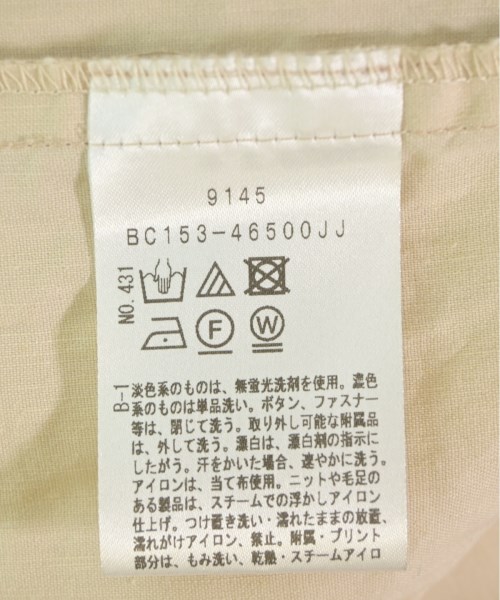 9145
BC153-46500JJ
NO.431
F
W
B-1
淡色系のものは、無蛍光洗剤を使用。濃色
系のものは単品洗い。ボタン、ファスナー
等は、閉じて洗う。取り外し可能な附属品
は、外して洗う。漂白は、漂白剤の指示に
したがう。汗をかいた場合、速やかに洗う。
アイロンは、当て布使用。ニットや毛足の
ある製品は、スチームでの浮かしアイロン
仕上げ。つけ置き洗い・濡れたままの放置、
濡れがけアイロン、禁止。附属・プリント
部分は、もみ洗い、乾熱・スチームアイロ